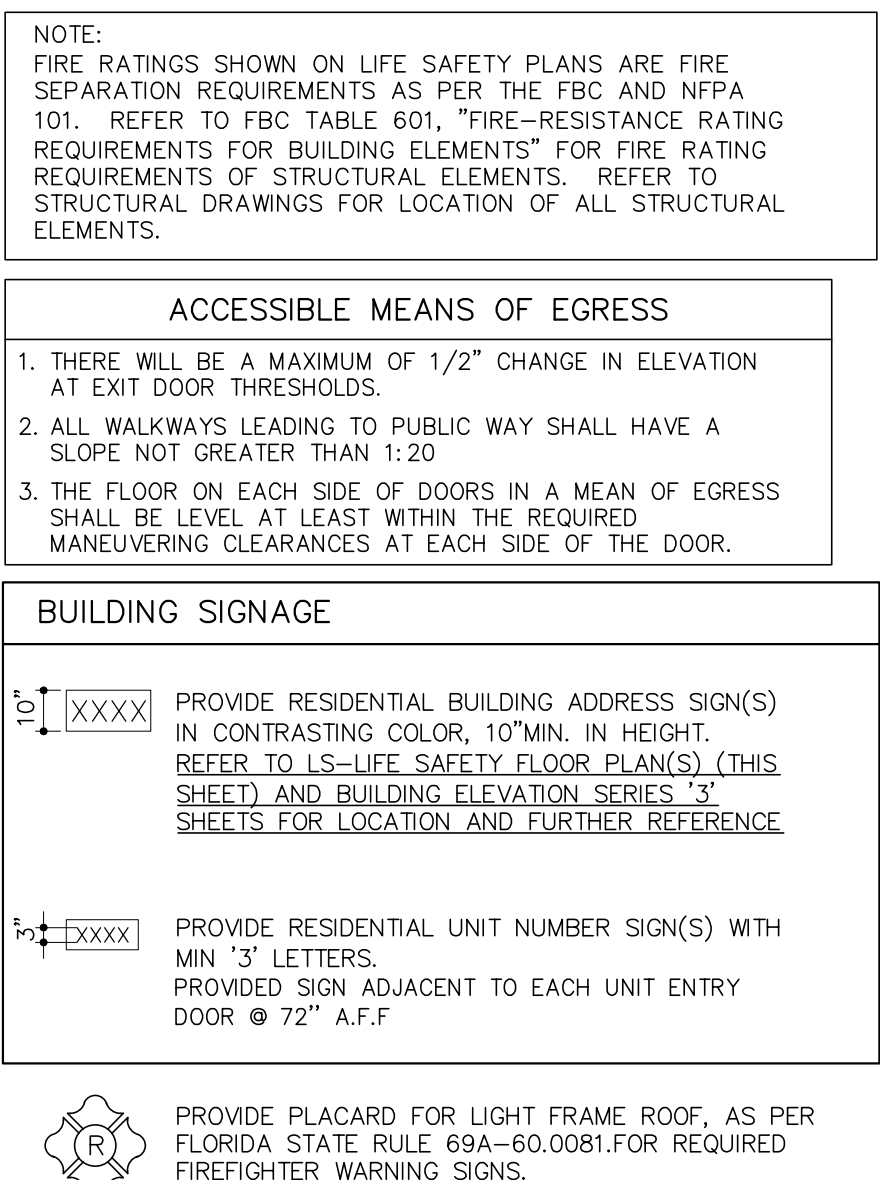 NOTE:
FIRE RATINGS SHOWN ON LIFE SAFETY PLANS ARE FIRE
SEPARATION REQUIREMENTS AS PER THE FBC AND NFPA
101.  REFER TO FBC TABLE 601, "FIRE-RESISTANCE RATING
REQUIREMENTS FOR BUILDING ELEMENTS" FOR FIRE RATING
REQUIREMENTS OF STRUCTURAL ELEMENTS.  REFER TO
STRUCTURAL DRAWINGS FOR LOCATION OF ALL STRUCTURAL
ELEMENTS.
ACCESSIBLE MEANS OF EGRESS
1. THERE WILL BE A MAXIMUM OF 1/2" CHANGE IN ELEVATION
AT EXIT DOOR THRESHOLDS.
2. ALL WALKWAYS LEADING TO PUBLIC WAY SHALL HAVE A
SLOPE NOT GREATER THAN 1:20
3. THE FLOOR ON EACH SIDE OF DOORS IN A MEAN OF EGRESS
SHALL BE LEVEL AT LEAST WITHIN THE REQUIRED
MANEUVERING CLEARANCES AT EACH SIDE OF THE DOOR.
BUILDING SIGNAGE
10"
XXXX
PROVIDE RESIDENTIAL BUILDING ADDRESS SIGN(S)
IN CONTRASTING COLOR, 10"MIN. IN HEIGHT.
REFER TO LS-LIFE SAFETY FLOOR PLAN(S) (THIS
SHEET) AND BUILDING ELEVATION SERIES '3'
SHEETS FOR LOCATION AND FURTHER REFERENCE
3"
XXXX
PROVIDE RESIDENTIAL UNIT NUMBER SIGN(S) WITH
MIN '3' LETTERS.
PROVIDED SIGN ADJACENT TO EACH UNIT ENTRY
DOOR @ 72'' A.F.F
R
PROVIDE PLACARD FOR LIGHT FRAME ROOF, AS PER
FLORIDA STATE RULE 69A-60.0081.FOR REQUIRED
FIREFIGHTER WARNING SIGNS.